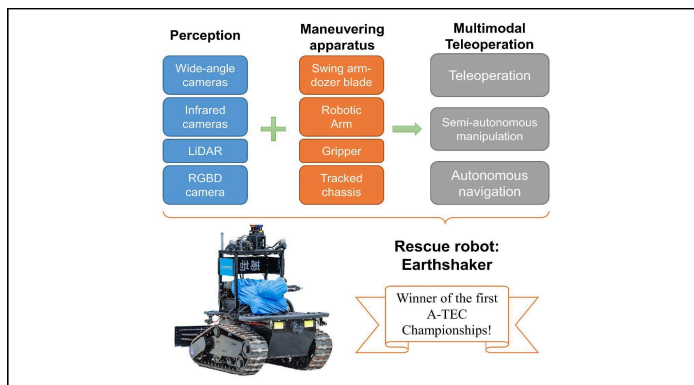 Perception
Maneuvering
apparatus
Multimodal
Teleoperation
Wide-angle
cameras
Infrared
cameras
LiDAR
RGBD
camera
Swing arm-
dozer blade
Robotic
Arm
Gripper
Tracked
chassis
Teleoperation
Semi-autonomous
manipulation
Autonomous
navigation
Rescue robot:
Earthshaker
Winner of the first
A-TEC
Championships!